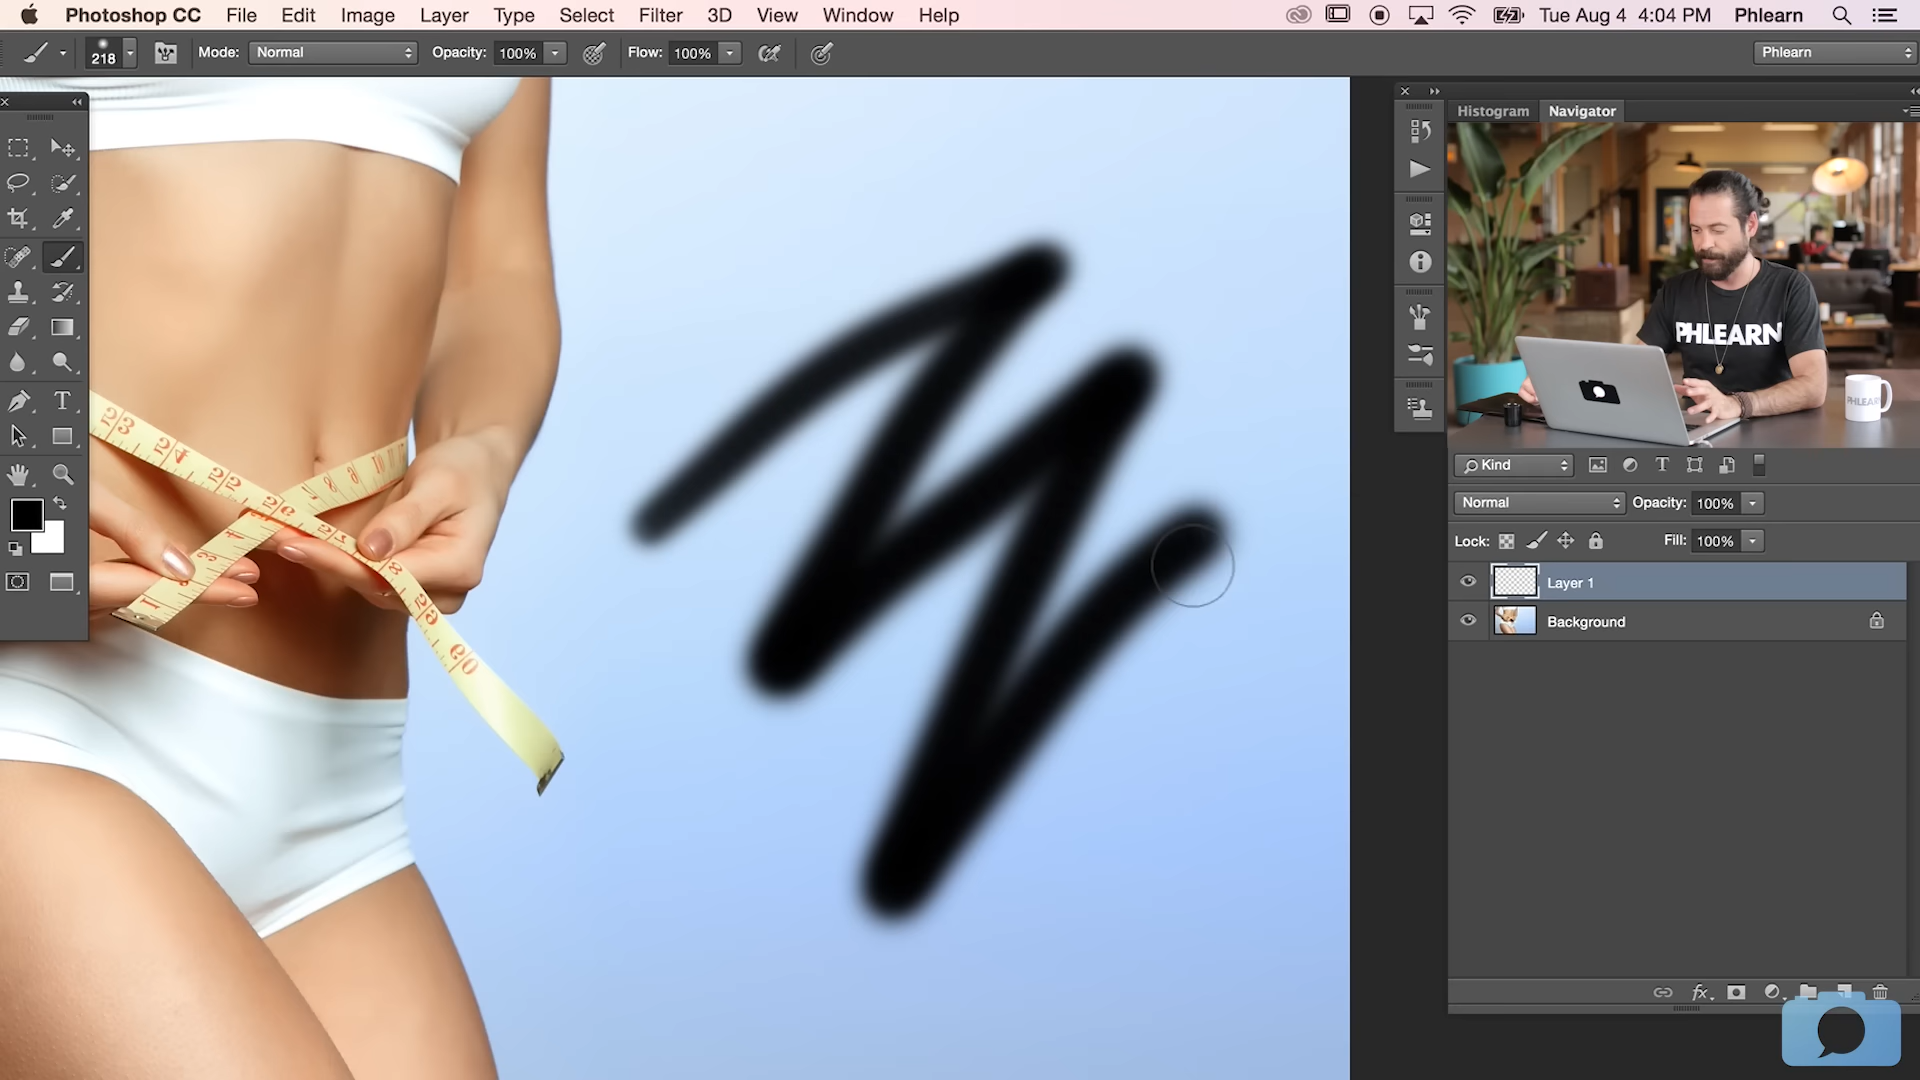 Photoshop CC File Edit Image Layer Type Select Filter 3D View Window Help Tue Aug 4 4:04 PM Phlearn
218 Mode: Normal Opacity: 100% Flow: 100% Phlearn
Histogram Navigator
PHLEARN
PHLEARN
Kind
Normal Opacity: 100%
Lock: Fill: 100%
Layer 1
Background
T
fx